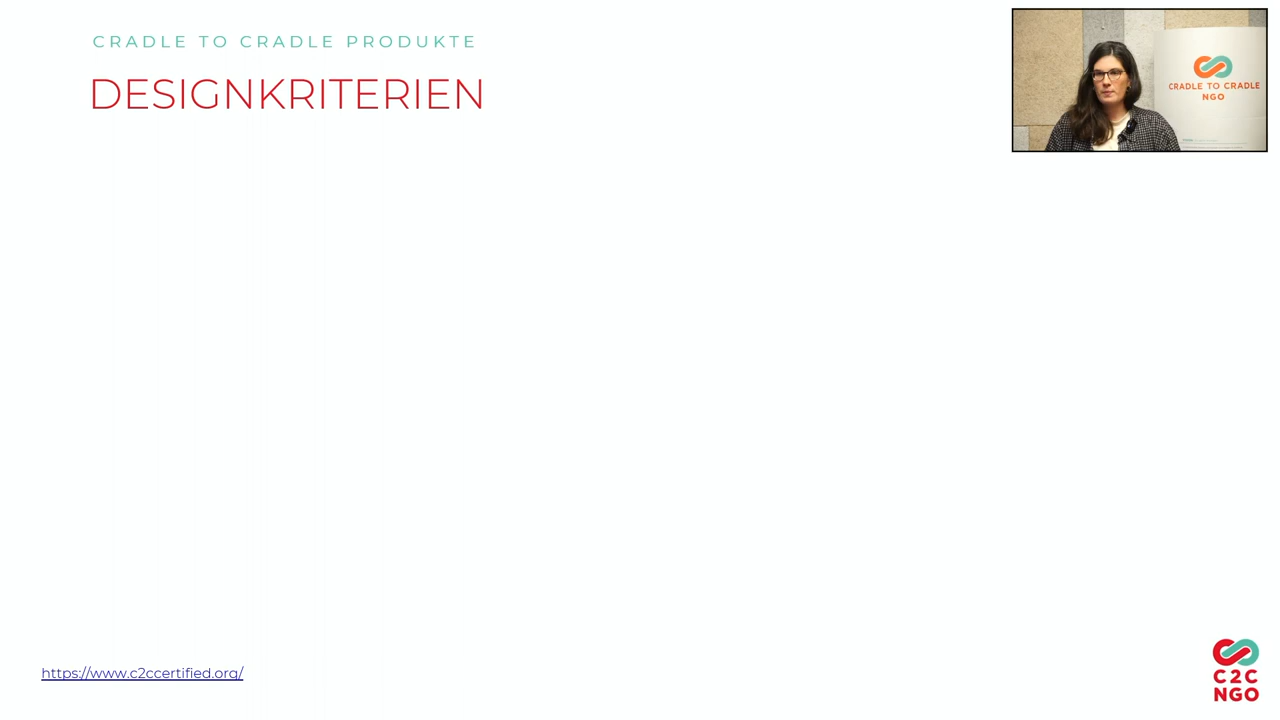 CRADLE TO CRADLE PRODUKTE
DESIGNKRITERIEN
CRADLE TO CRADLE
NGO
https://www.c2ccertified.org/
C2C
NGO